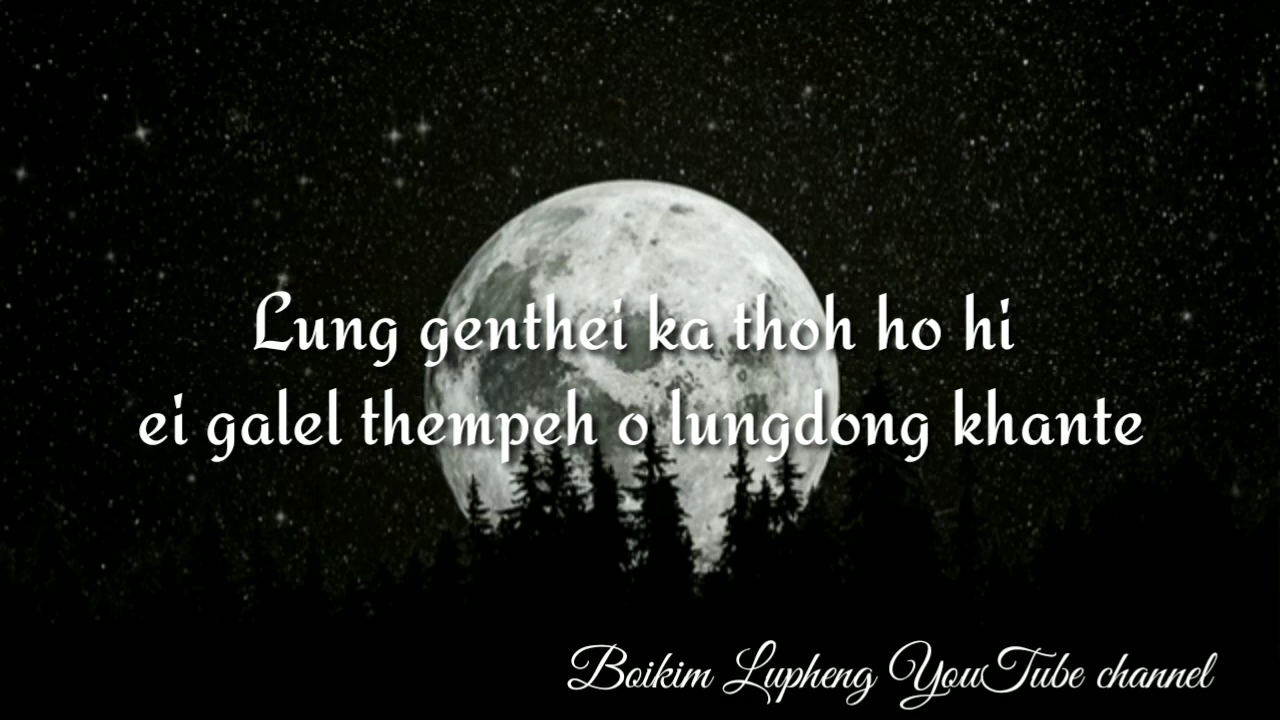 Lung genthei ka thoh ho hi
ei galel thempeh o lungdong khante
Boikim Lupheng YouTube channel